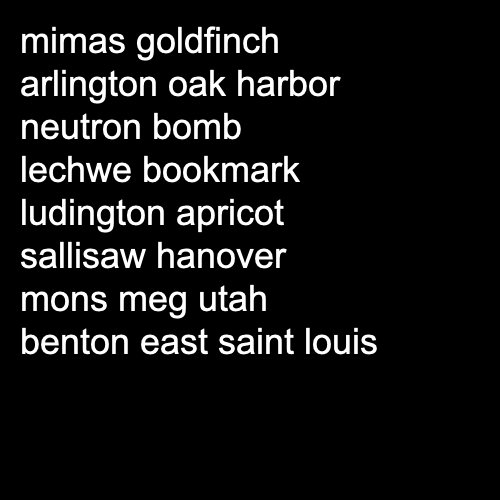 mimas goldfinch
arlington oak harbor
neutron bomb
lechwe bookmark
ludington apricot
sallisaw hanover
mons meg utah
benton east saint louis